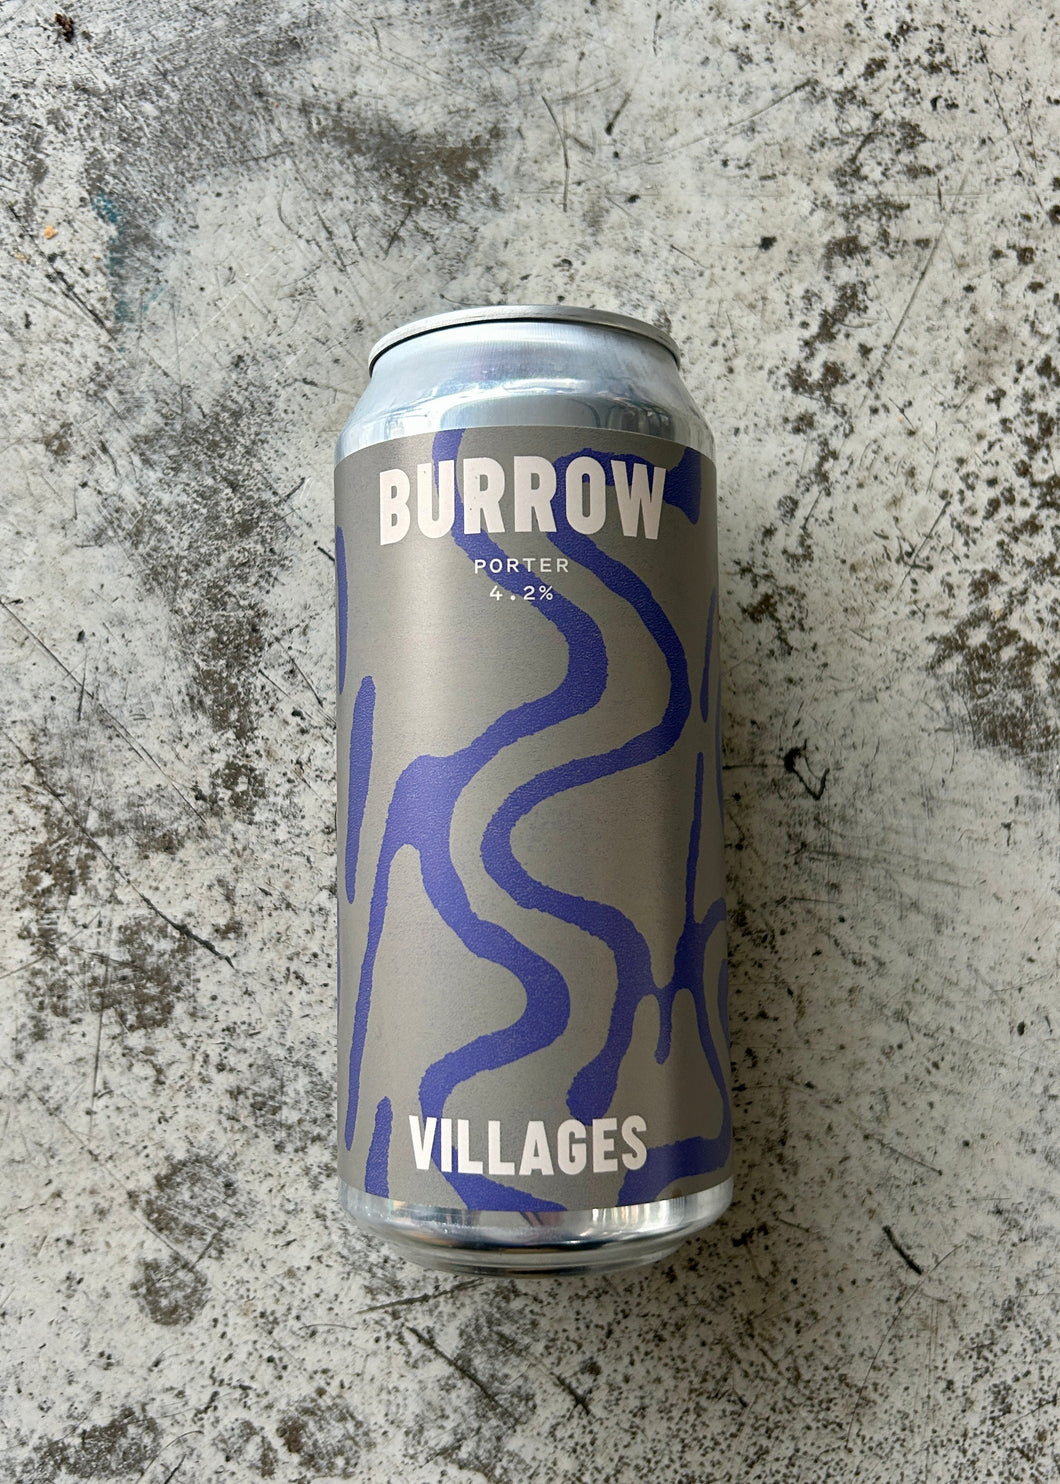 BURROW
PORTER
4.2%
VILLAGES